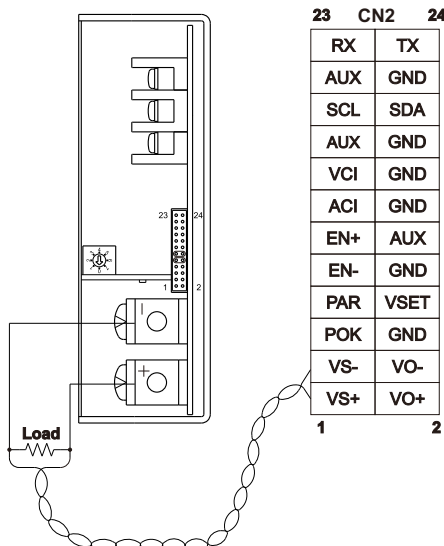 23 CN2 24
RX TX
AUX GND
SCL SDA
AUX GND
VCI GND
ACI GND
EN+ AUX
EN- GND
PAR VSET
POK GND
VS- VO-
VS+ VO+
1 2
23 24
1 2
-
+
Load